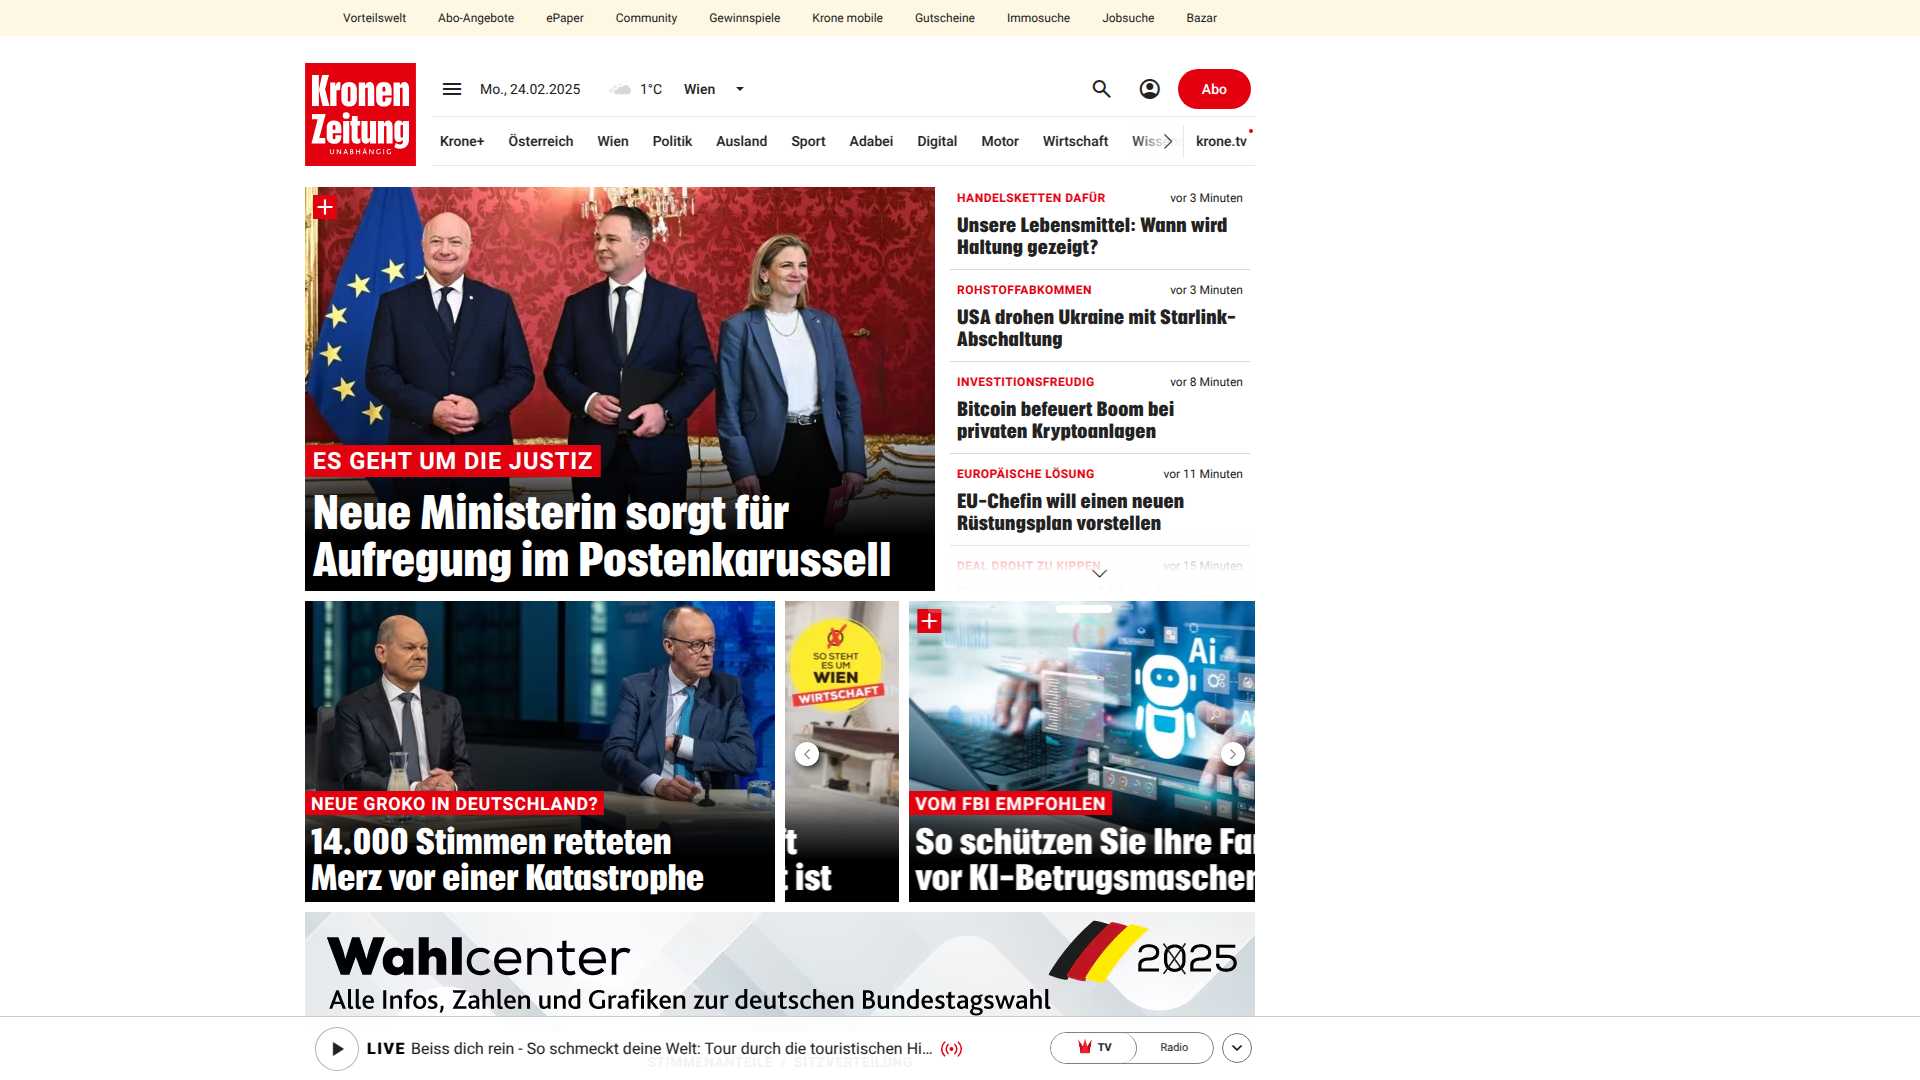 Vorteilswelt Abo-Angebote ePaper Community Gewinnspiele Krone mobile Gutscheine Immosuche Jobsuche Bazar
Kronen
Zeitung
UNABHÄNGIG
Mo., 24.02.2025 1°C Wien
Abo
Krone+ Österreich Wien Politik Ausland Sport Adabei Digital Motor Wirtschaft Wissen krone.tv
ES GEHT UM DIE JUSTIZ
Neue Ministerin sorgt für
Aufregung im Postenkarussell
HANDELSKETTEN DAFÜR vor 3 Minuten
Unsere Lebensmittel: Wann wird
Haltung gezeigt?
ROHSTOFFABKOMMEN vor 3 Minuten
USA drohen Ukraine mit Starlink-
Abschaltung
INVESTITIONSFREUDIG vor 8 Minuten
Bitcoin befeuert Boom bei
privaten Kryptoanlagen
EUROPÄISCHE LÖSUNG vor 11 Minuten
EU-Chefin will einen neuen
Rüstungsplan vorstellen
DEAL DROHT ZU KIPPEN vor 15 Minuten
NEUE GROKO IN DEUTSCHLAND?
14.000 Stimmen retteten
Merz vor einer Katastrophe
SO STEHT
ES UM
WIEN
WIRTSCHAFT
ist
Ai
VOM FBI EMPFOHLEN
So schützen Sie Ihre Fa
vor KI-Betrugsmaschen
Wahlcenter
2025
Alle Infos, Zahlen und Grafiken zur deutschen Bundestagswahl
STIMMENANTEILE / SITZVERTEILUNG
LIVE Beiss dich rein - So schmeckt deine Welt: Tour durch die touristischen Hi...
TV Radio